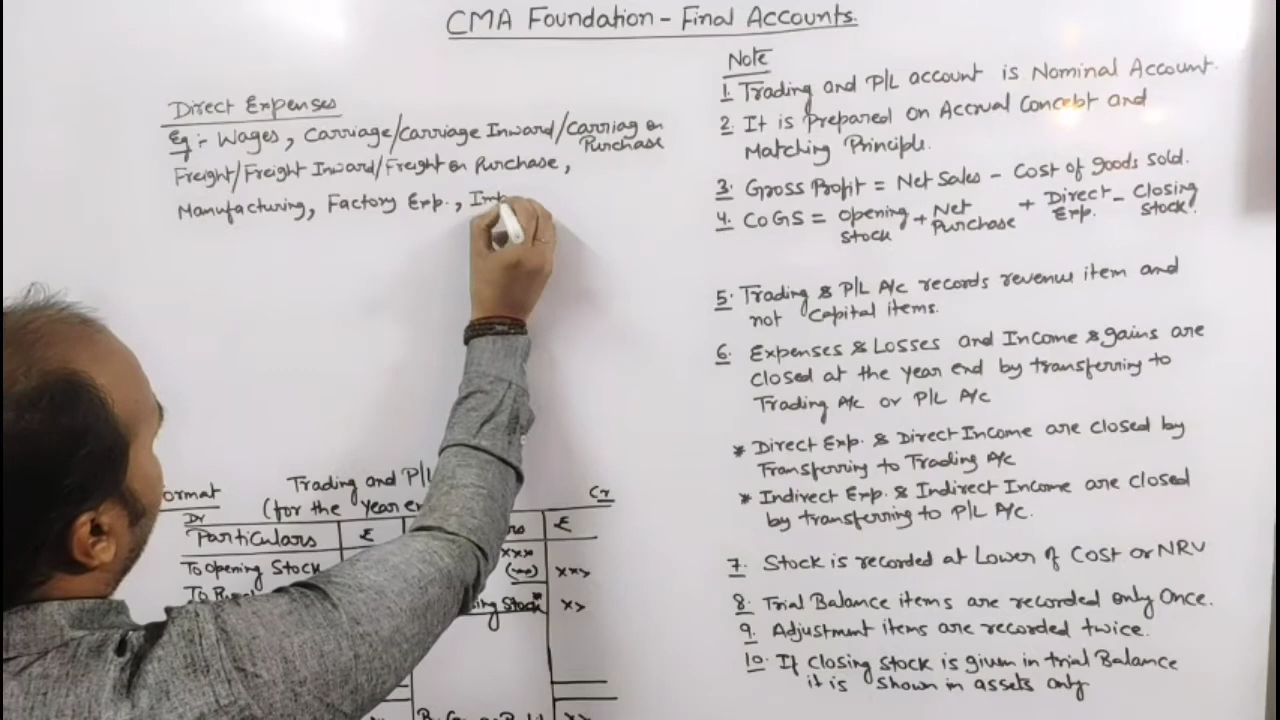 CMA Foundation - Final Accounts.
Direct Expenses
Eg:- Wages, Carriage/Carriage Inward/Carriag on Purchase
Freight/Freight Inward/Freight on Purchase,
Manufacturing, Factory Exp.,
Note
1. Trading and P/L account is Nominal Account.
2. It is Prepared on Accrual Concept and
Matching Principle.
3. Gross Profit = Net Sales - Cost of goods sold.
4. CoGS = Opening stock + Net Purchase + Direct Exp. - Closing stock.
5. Trading & P/L A/c records revenue item and
not Capital items.
6. Expenses & Losses and Income & gains are
closed at the year end by transferring to
Trading A/c or P/L A/c
* Direct Exp. & Direct Income are closed by
Transferring to Trading A/c
* Indirect Exp. & Indirect Income are closed
by transferring to P/L A/c.
7. Stock is recorded at Lower of Cost or NRV
8. Trial Balance items are recorded only Once.
9. Adjustment items are recorded twice.
10. If Closing stock is given in trial Balance
it is shown in assets only
ormat Trading and P/L
(for the Year en
Dr Cr
Particulars ₹ rs ₹
To Opening Stock xxx
xxx
To ing Stock*